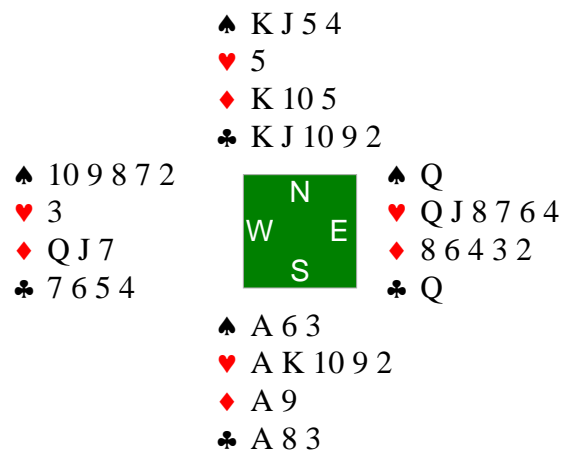 ♠ K J 5 4
♥ 5
♦ K 10 5
♣ K J 10 9 2
♠ 10 9 8 7 2
♥ 3
♦ Q J 7
♣ 7 6 5 4
N
W E
S
♠ Q
♥ Q J 8 7 6 4
♦ 8 6 4 3 2
♣ Q
♠ A 6 3
♥ A K 10 9 2
♦ A 9
♣ A 8 3